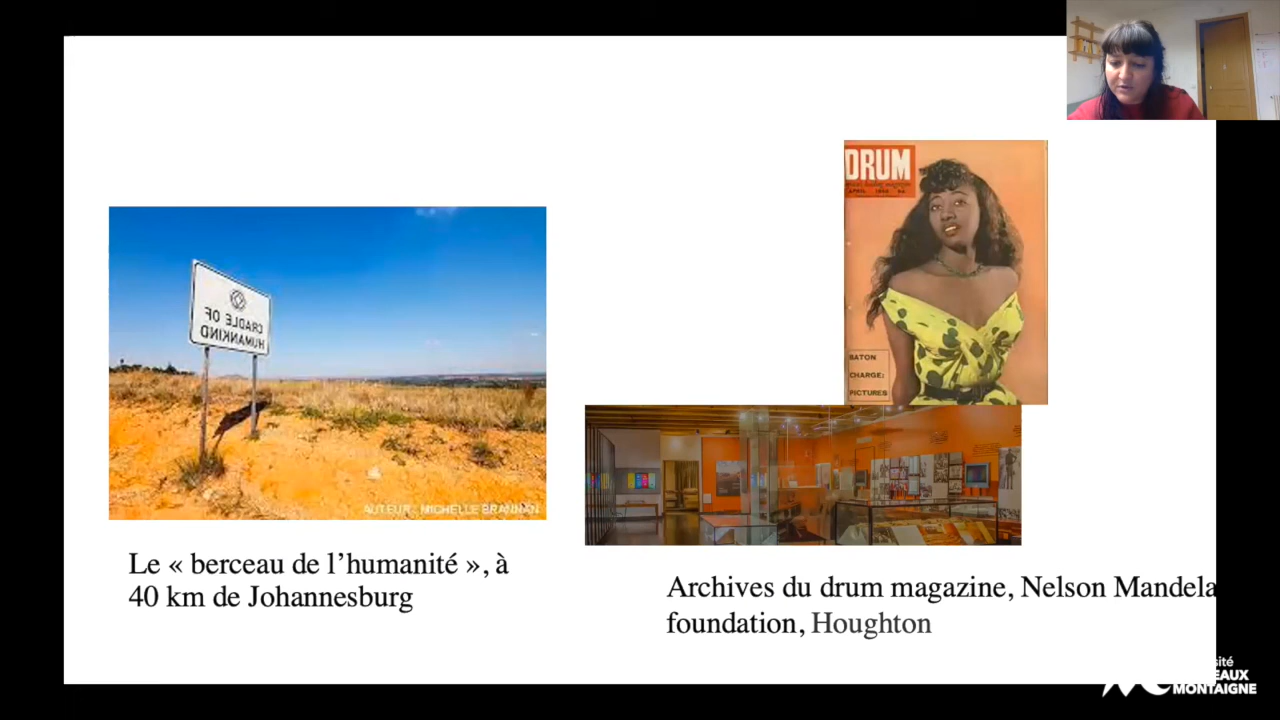 CRADLE OF
HUMANKIND
AUTEUR : MICHELLE BRANNAN
Le « berceau de l’humanité », à
40 km de Johannesburg
DRUM
APRIL
BATON
CHARGE:
PICTURES
Archives du drum magazine, Nelson Mandela
foundation, Houghton
MONTAIGNE